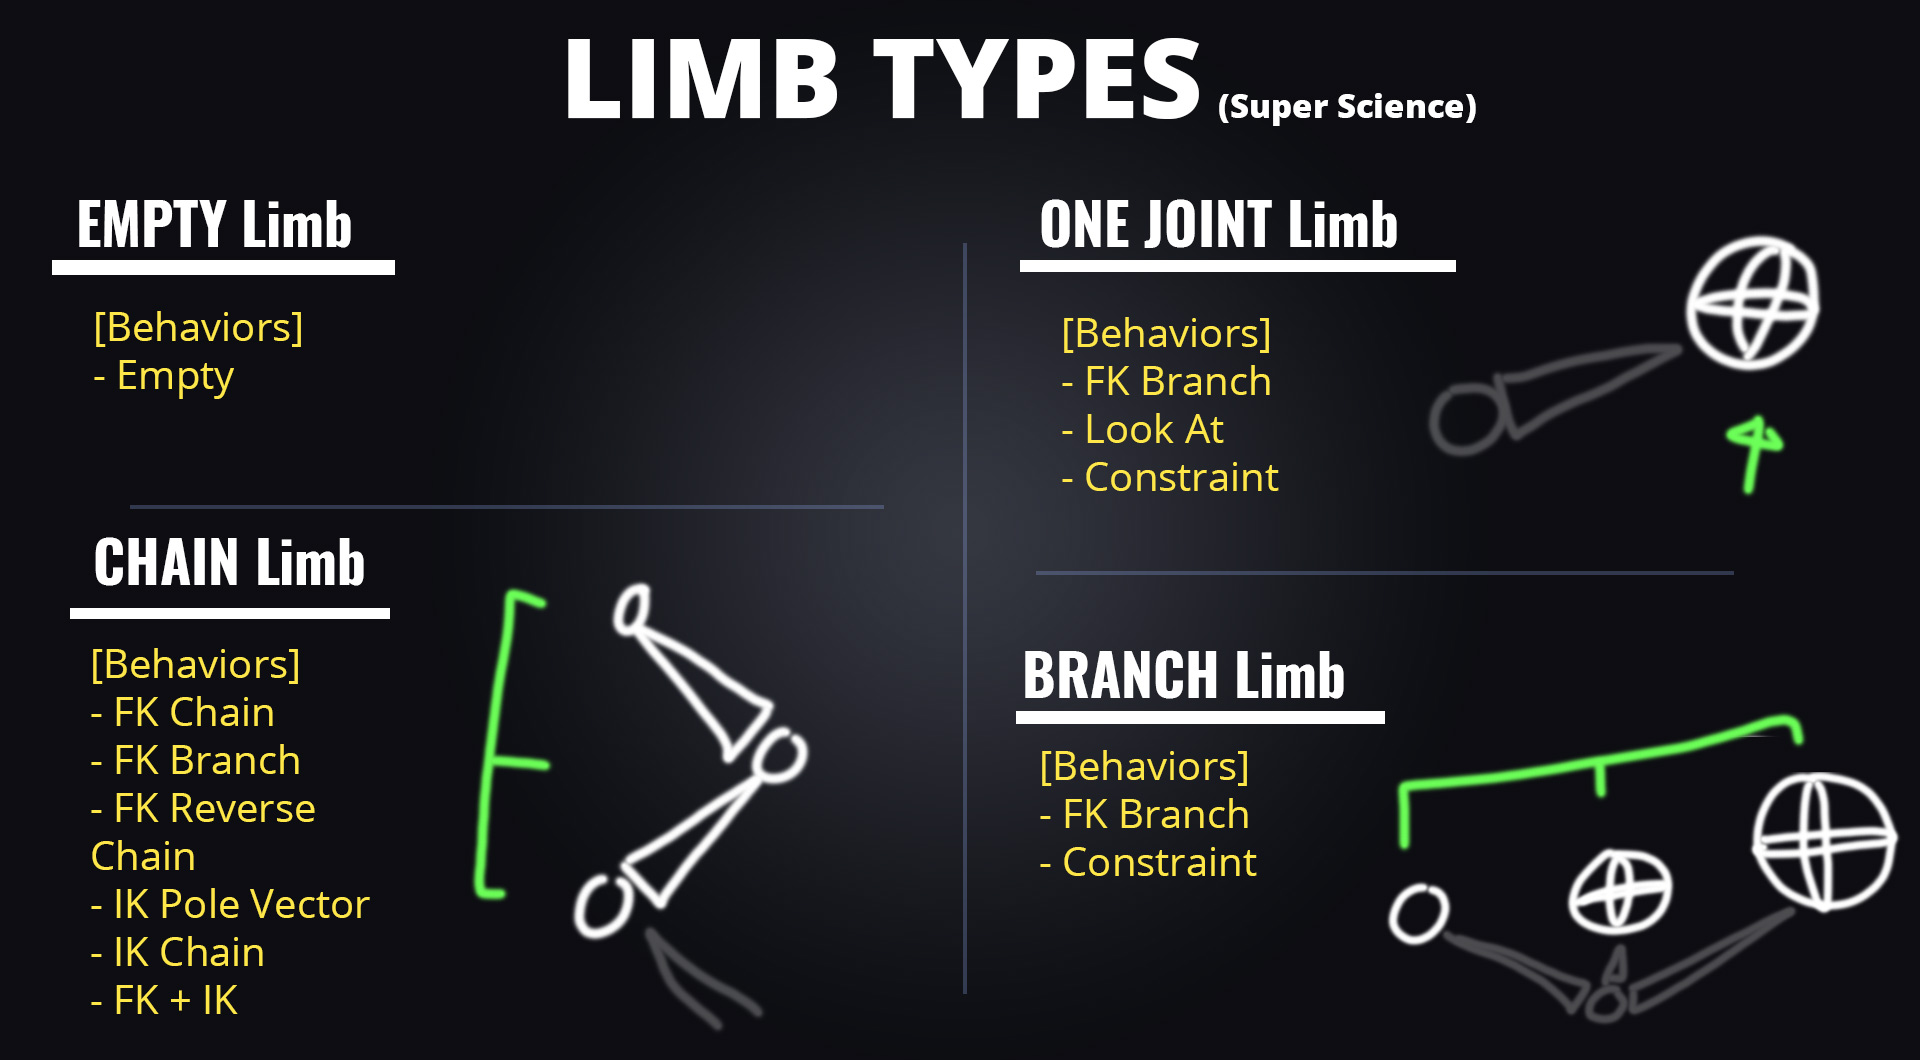 LIMB TYPES (Super Science)
EMPTY Limb
[Behaviors]
- Empty
ONE JOINT Limb
[Behaviors]
- FK Branch
- Look At
- Constraint
CHAIN Limb
[Behaviors]
- FK Chain
- FK Branch
- FK Reverse
Chain
- IK Pole Vector
- IK Chain
- FK + IK
BRANCH Limb
[Behaviors]
- FK Branch
- Constraint